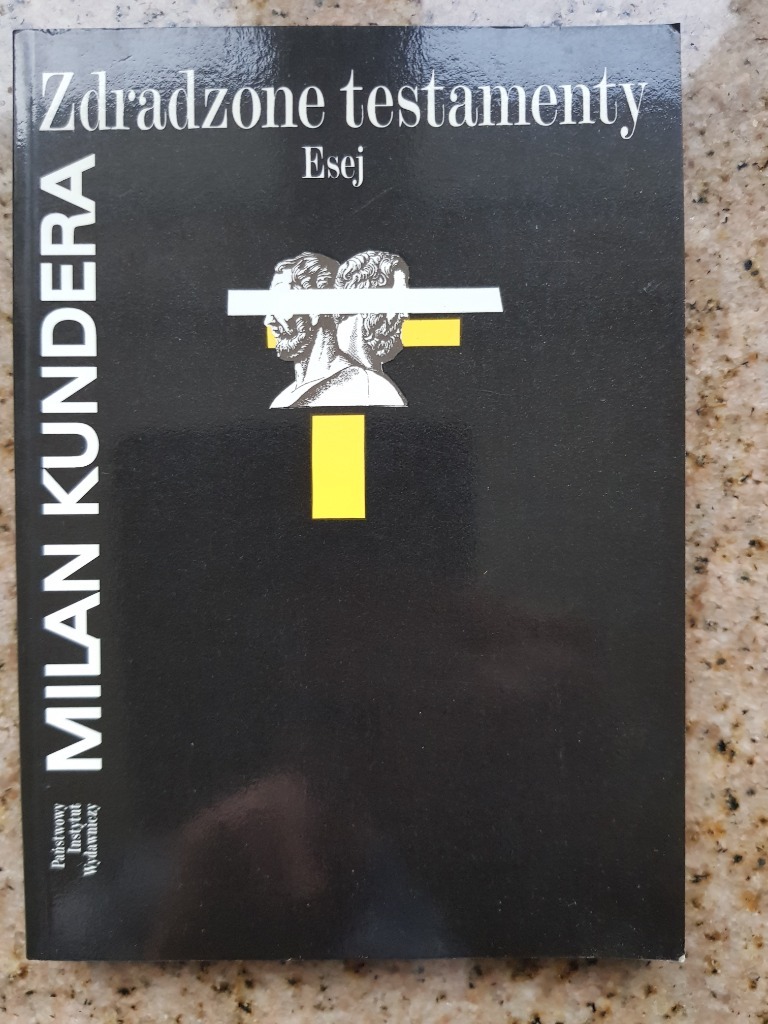 Zdradzone testamenty
Esej
MILAN KUNDERA
Państwowy
Instytut
Wydawniczy